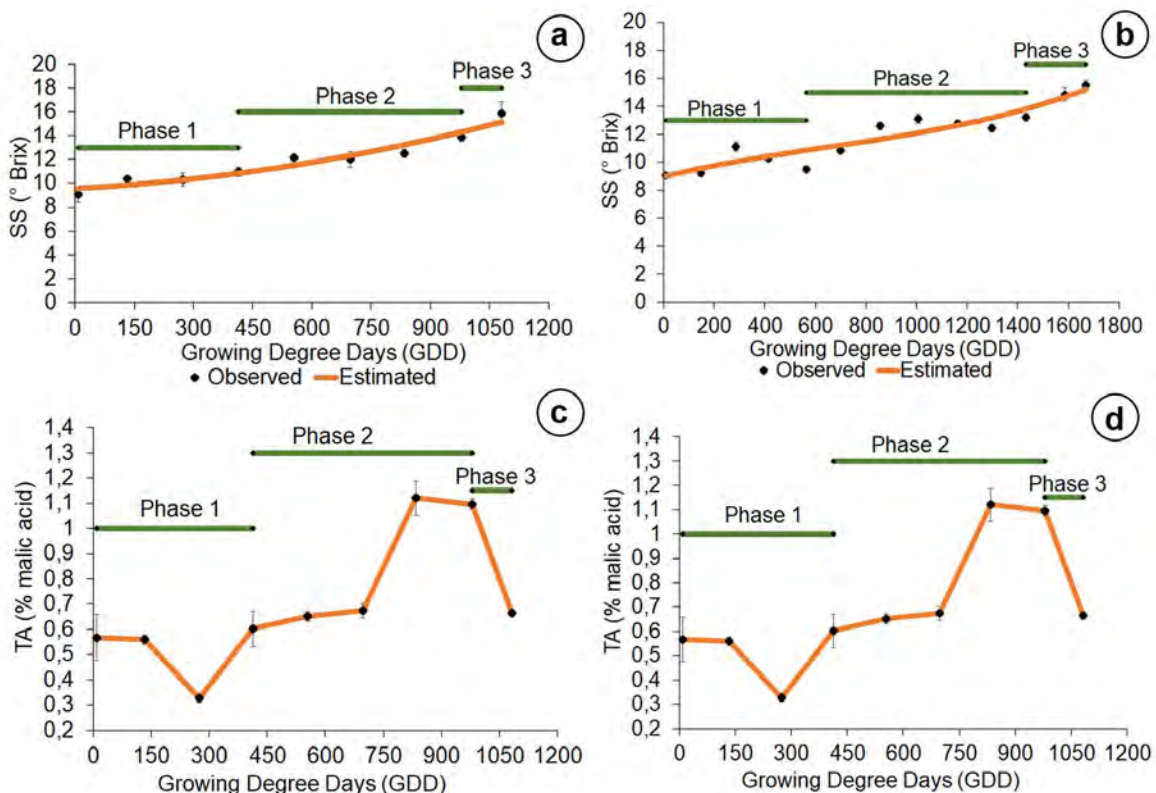 a
20
18
16
14
12
10
8
6
4
2
0
SS (° Brix)
Phase 1
Phase 2
Phase 3
0 150 300 450 600 750 900 1050 1200
Growing Degree Days (GDD)
Observed Estimated
b
20
18
16
14
12
10
8
6
4
2
0
SS (° Brix)
Phase 1
Phase 2
Phase 3
0 200 400 600 800 1000 1200 1400 1600 1800
Growing Degree Days (GDD)
Observed Estimated
c
1,4
1,3
1,2
1,1
1
0,9
0,8
0,7
0,6
0,5
0,4
0,3
0,2
TA (% malic acid)
Phase 1
Phase 2
Phase 3
0 150 300 450 600 750 900 1050 1200
Growing Degree Days (GDD)
d
1,4
1,3
1,2
1,1
1
0,9
0,8
0,7
0,6
0,5
0,4
0,3
0,2
TA (% malic acid)
Phase 1
Phase 2
Phase 3
0 150 300 450 600 750 900 1050 1200
Growing Degree Days (GDD)